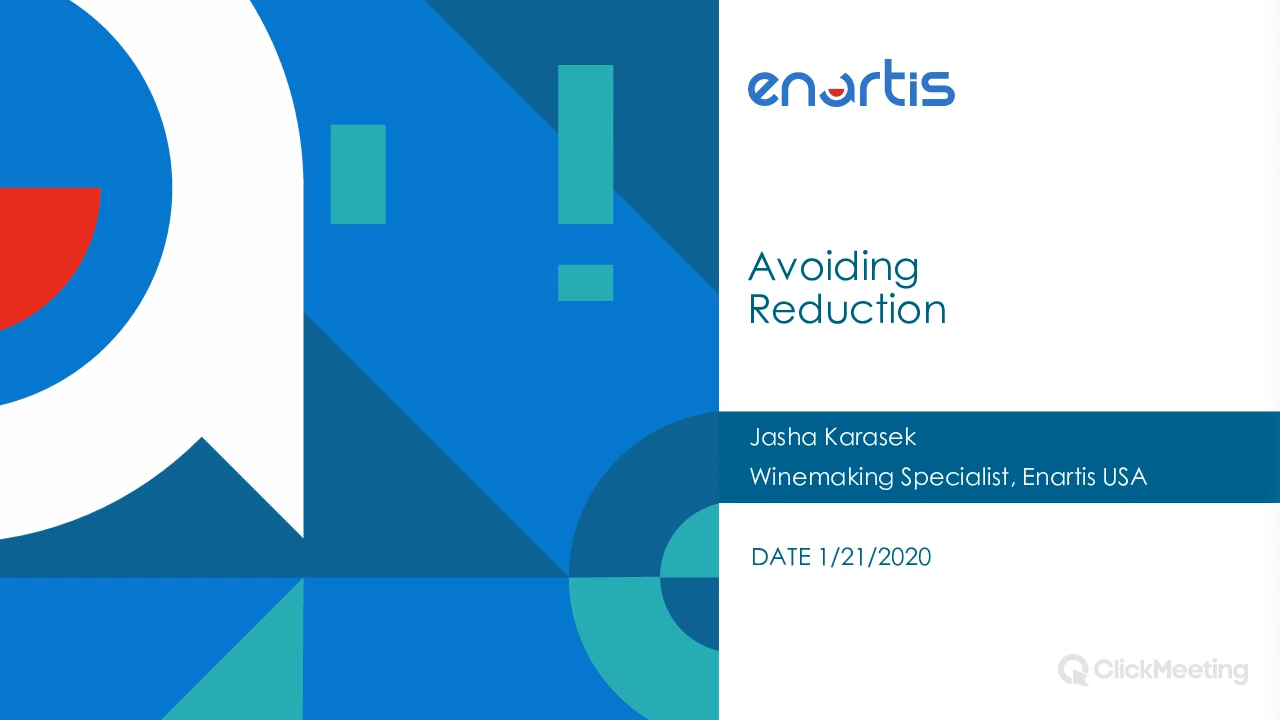 enartis
Avoiding
Reduction
Jasha Karasek
Winemaking Specialist, Enartis USA
DATE 1/21/2020
ClickMeeting